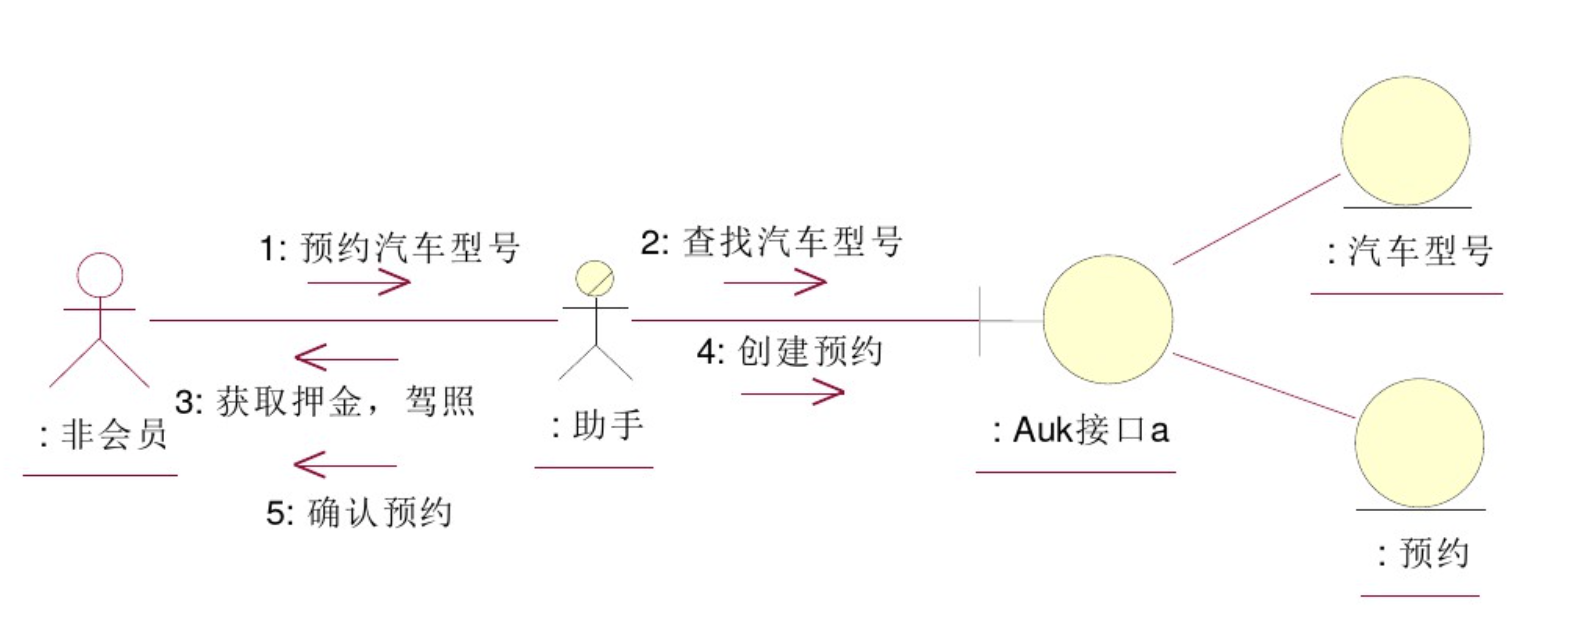 1: 预约汽车型号
2: 查找汽车型号
: 汽车型号
4: 创建预约
3: 获取押金，驾照
: 非会员
: 助手
: Auk接口a
5: 确认预约
: 预约